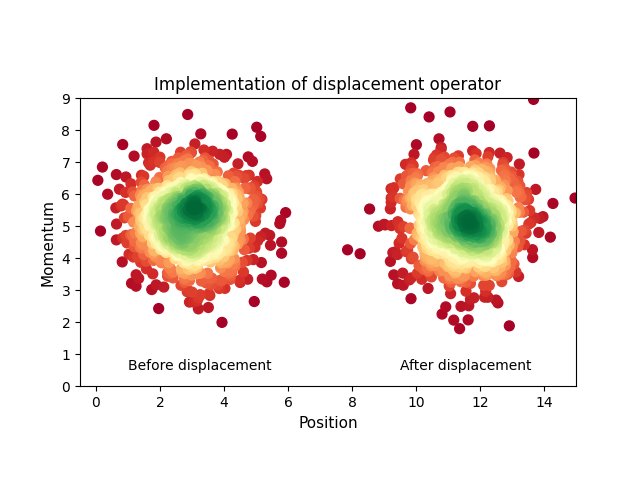 Implementation of displacement operator
Momentum
9
8
7
6
5
4
3
2
1
0
Before displacement
After displacement
0 2 4 6 8 10 12 14
Position